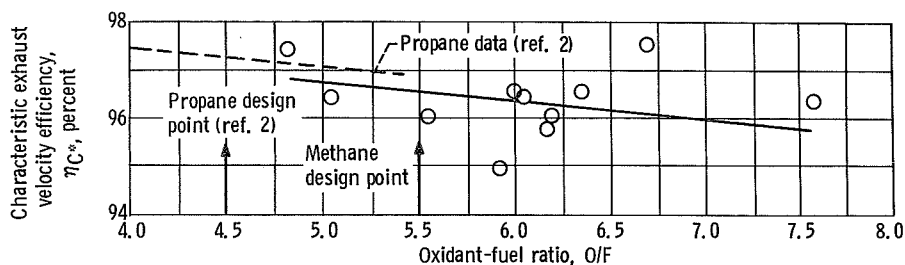 Characteristic exhaust
velocity efficiency,
ηC*, percent
98
96
94
Propane data (ref. 2)
Propane design
point (ref. 2)
Methane
design point
4.0 4.5 5.0 5.5 6.0 6.5 7.0 7.5 8.0
Oxidant-fuel ratio, O/F